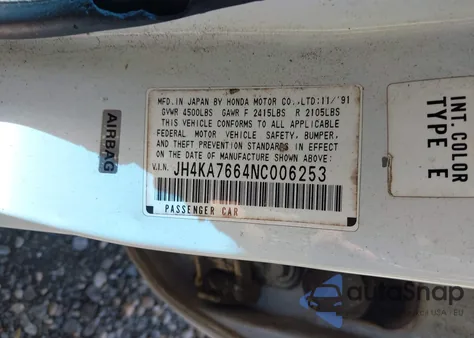 MFD. IN JAPAN BY HONDA MOTOR CO.,LTD:11/'91
GVWR 4500LBS GAWR F 2415LBS R 2105LBS
THIS VEHICLE CONFORMS TO ALL APPLICABLE
FEDERAL MOTOR VEHICLE SAFETY, BUMPER,
AND THEFT PREVENTION STANDARDS IN EFFECT
ON THE DATE OF MANUFACTURE SHOWN ABOVE.
V.I.N. JH4KA7664NC006253
PASSENGER CAR
AIRBAG
INT. COLOR
TYPE E
autoSnap